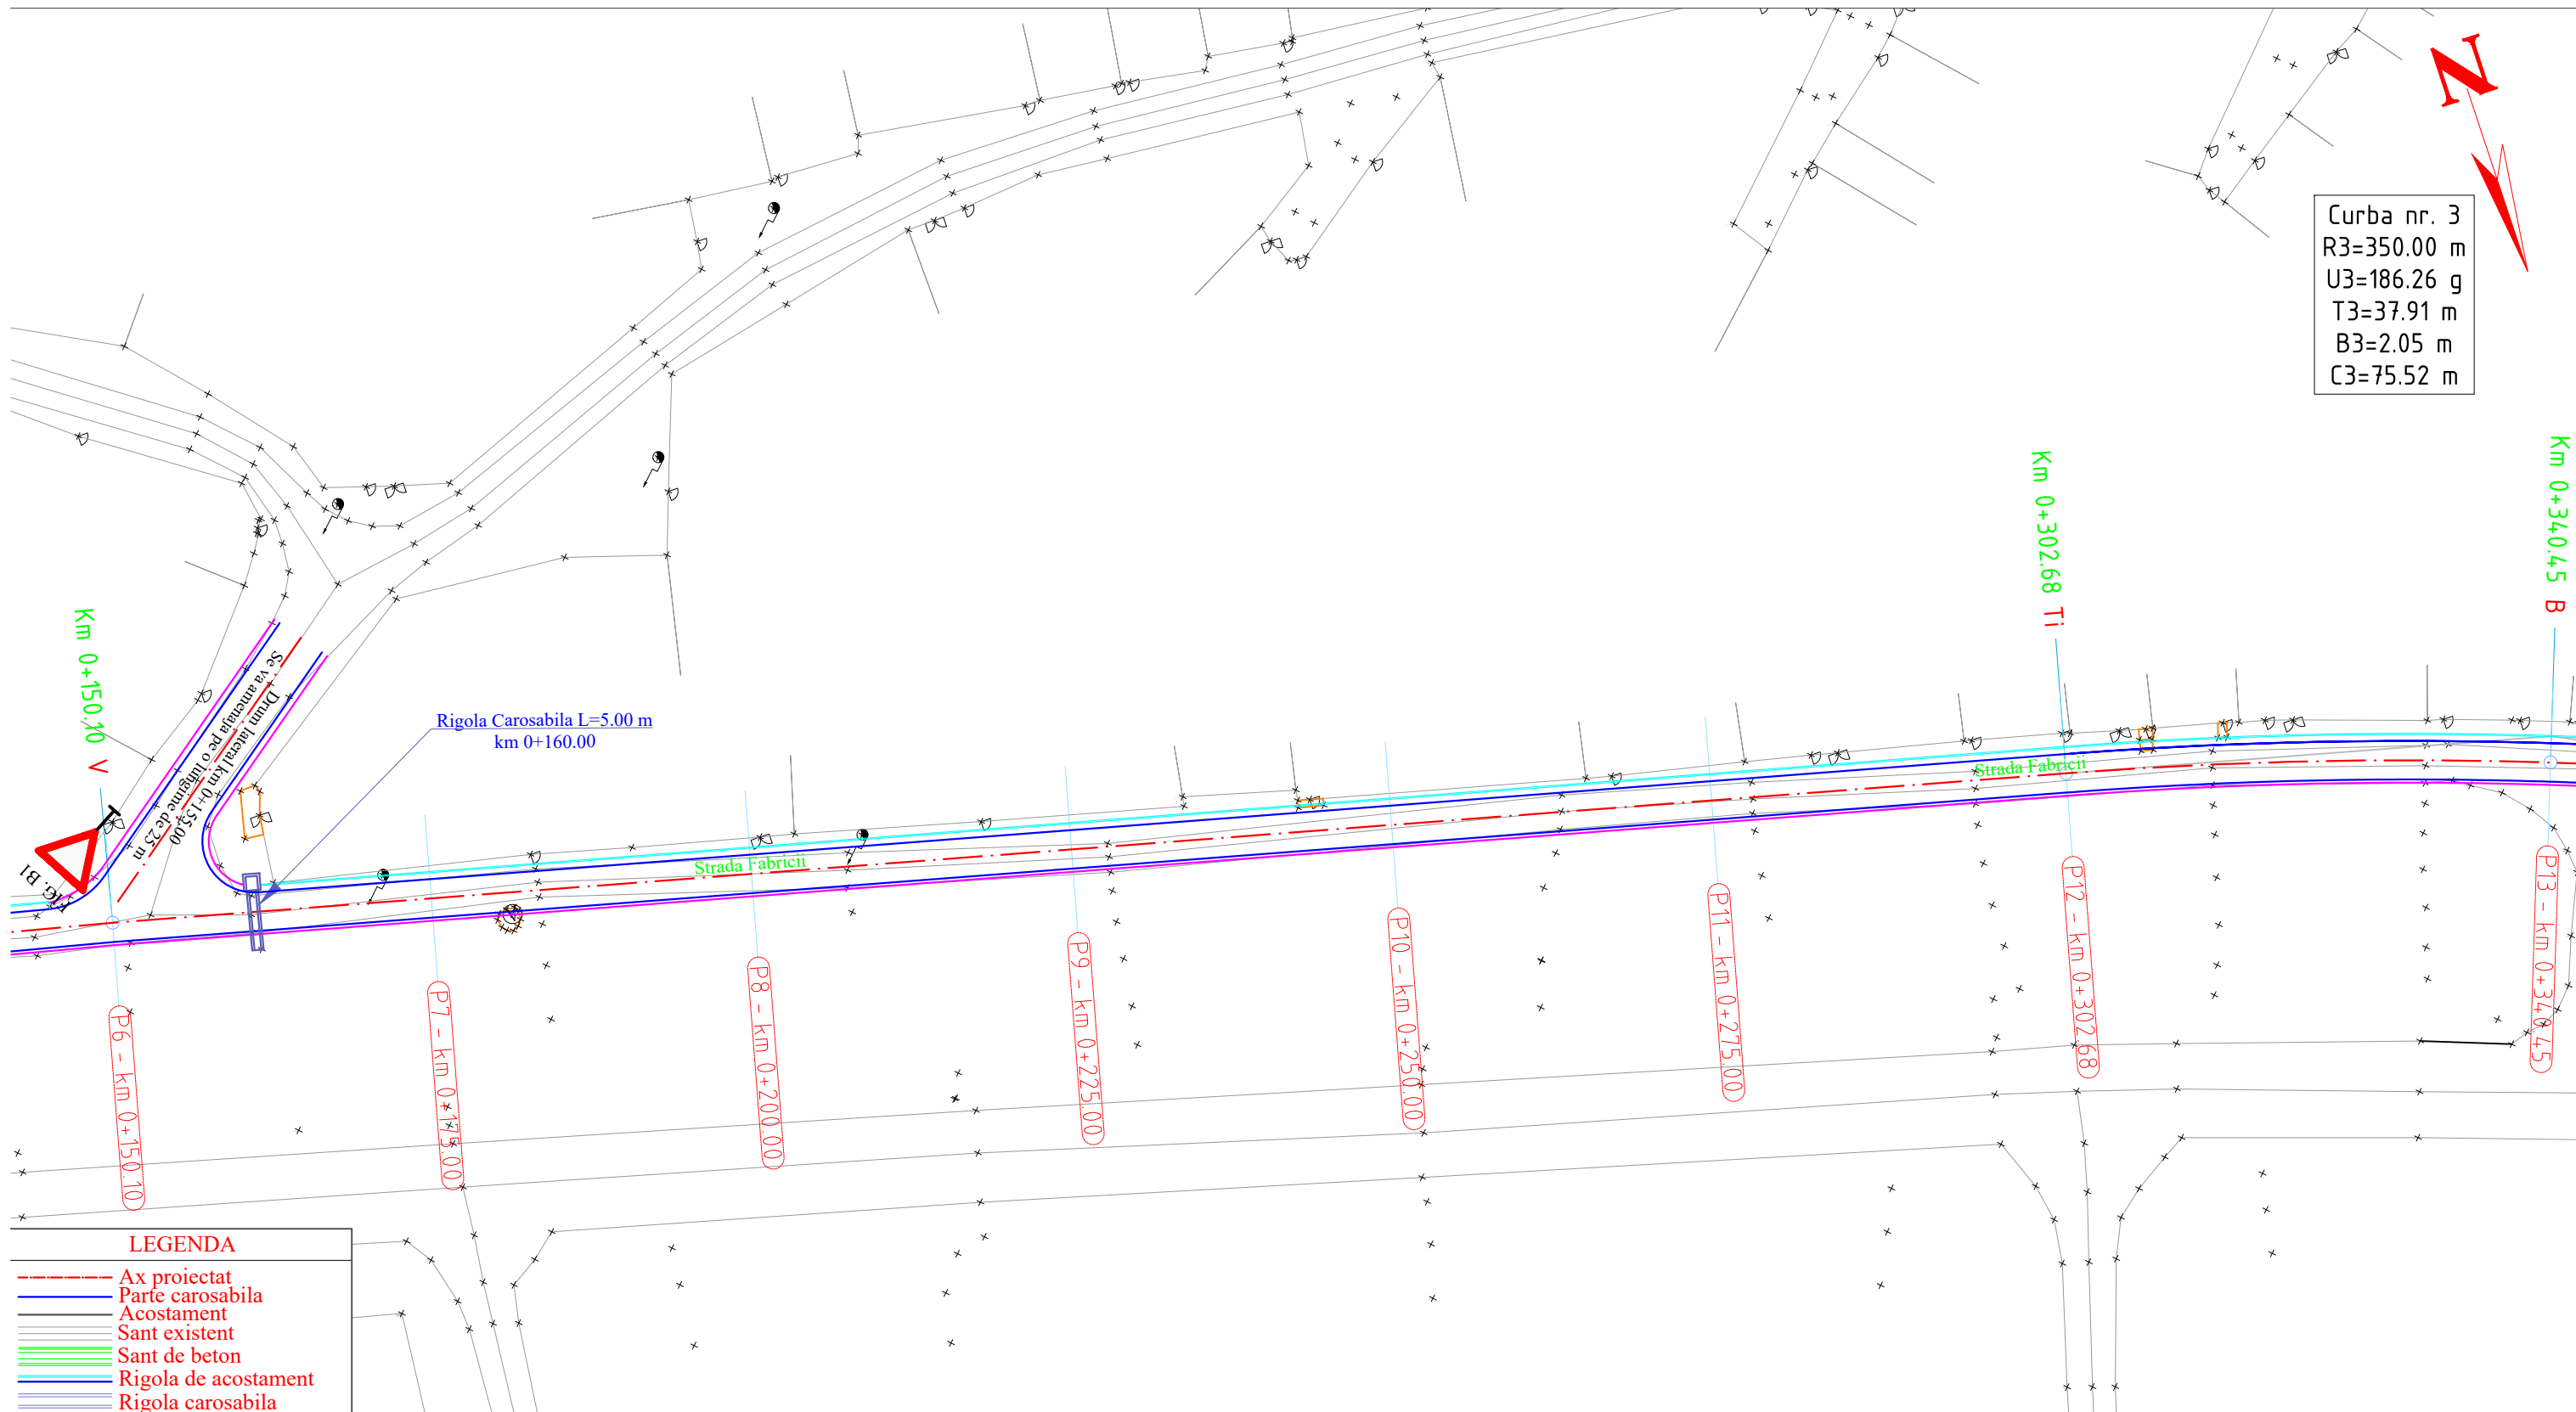 N
Curba nr. 3
R3=350.00 m
U3=186.26 g
T3=37.91 m
B3=2.05 m
C3=75.52 m
Km 0+150.10 V
Km 0+302.68 Ti
Km 0+340.45 B
Se va amenaja pe o lungime de 25 m
Drum lateral km 0+155.00
Rigola Carosabila L=5.00 m
km 0+160.00
FIG. B1
Strada Fabricii
Strada Fabricii
P6 - km 0+150.10
P7 - km 0+175.00
P8 - km 0+200.00
P9 - km 0+225.00
P10 - km 0+250.00
P11 - km 0+275.00
P12 - km 0+302.68
P13 - km 0+340.45
LEGENDA
Ax proiectat
Parte carosabila
Acostament
Sant existent
Sant de beton
Rigola de acostament
Rigola carosabila